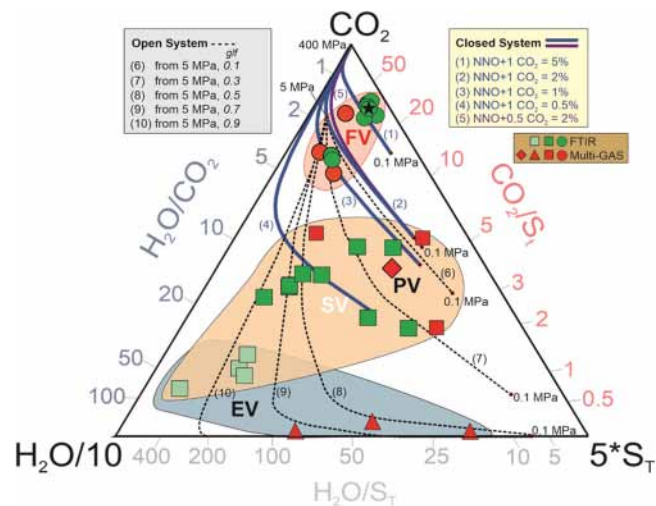 CO2
400 MPa
Open System
glf
(6) from 5 MPa, 0.1
(7) from 5 MPa, 0.3
(8) from 5 MPa, 0.5
(9) from 5 MPa, 0.7
(10) from 5 MPa, 0.9
Closed System
(1) NNO+1 CO2 = 5%
(2) NNO+1 CO2 = 2%
(3) NNO+1 CO2 = 1%
(4) NNO+1 CO2 = 0.5%
(5) NNO+0.5 CO2 = 2%
FTIR
Multi-GAS
5 MPa
1
2
5
10
20
50
100
H2O/CO2
50
20
10
5
3
2
1
0.5
CO2/St
(5)
FV
(1)
0.1 MPa
(2)
(3)
(4)
0.1 MPa
(6)
0.1 MPa
PV
SV
(7)
0.1 MPa
EV
(10)
(9)
(8)
0.1 MPa
H2O/10
5*ST
400
200
100
50
25
10
5
H2O/ST